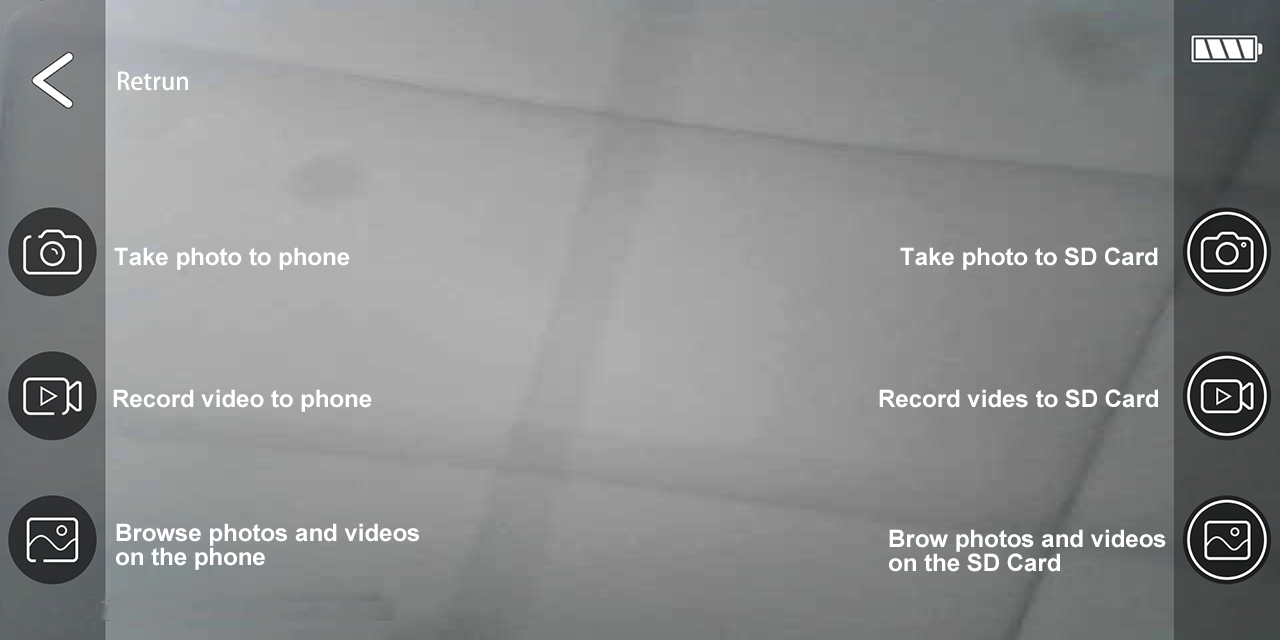 Retrun
Take photo to phone
Take photo to SD Card
Record video to phone
Record vides to SD Card
Browse photos and videos
on the phone
Brow photos and videos
on the SD Card